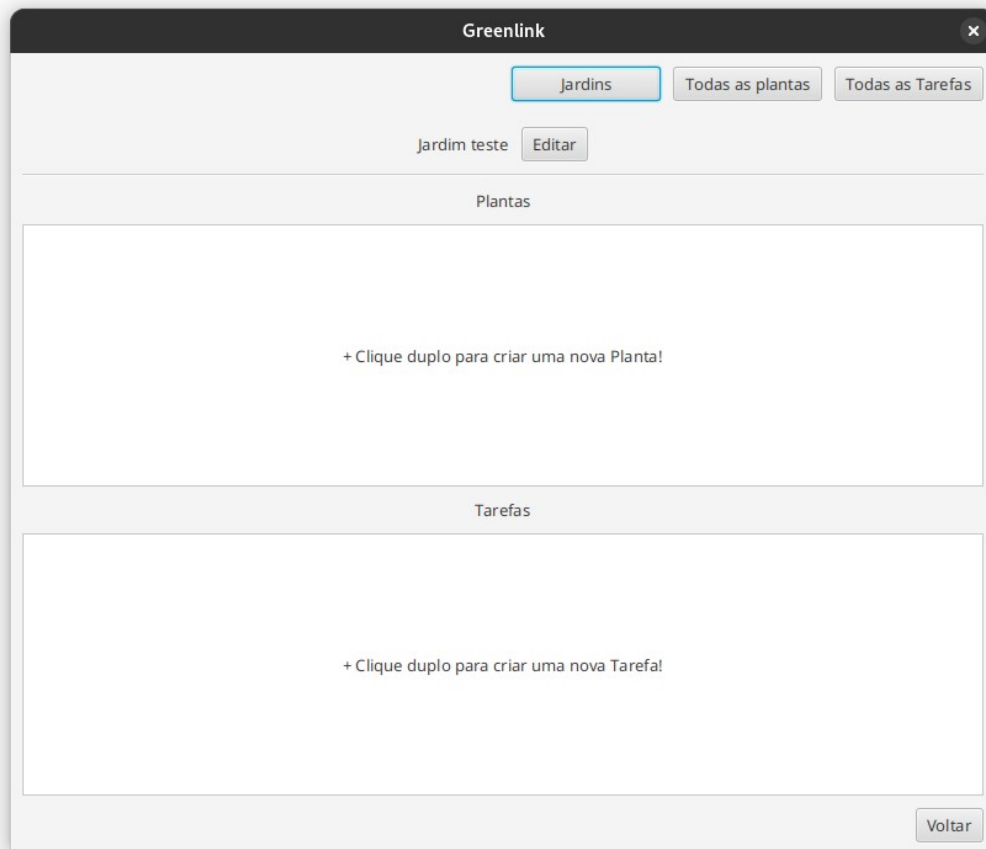 Greenlink
Jardins Todas as plantas Todas as Tarefas
Jardim teste Editar
Plantas
+ Clique duplo para criar uma nova Planta!
Tarefas
+ Clique duplo para criar uma nova Tarefa!
Voltar